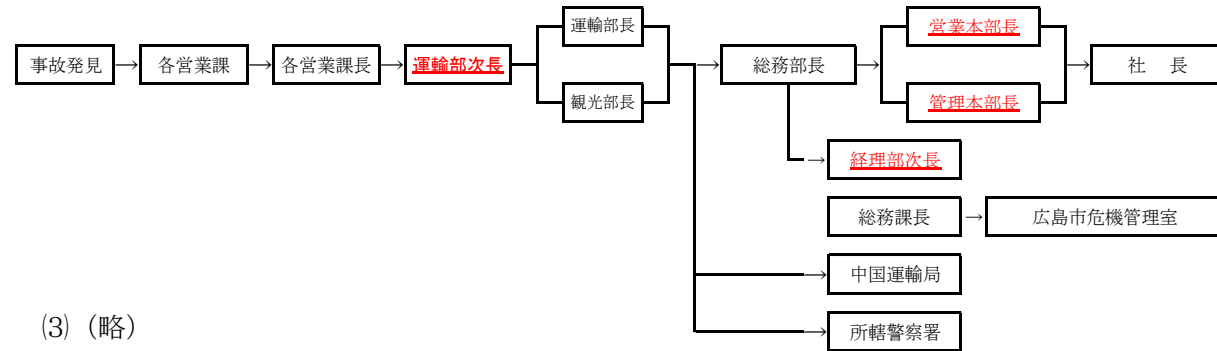 運輸部長
営業本部長
事故発見 → 各営業課 → 各営業課長 → 運輸部次長 → 総務部長 → 社　長
観光部長
管理本部長
→ 経理部次長
総務課長 → 広島市危機管理室
→ 中国運輸局
⑶（略）
→ 所轄警察署